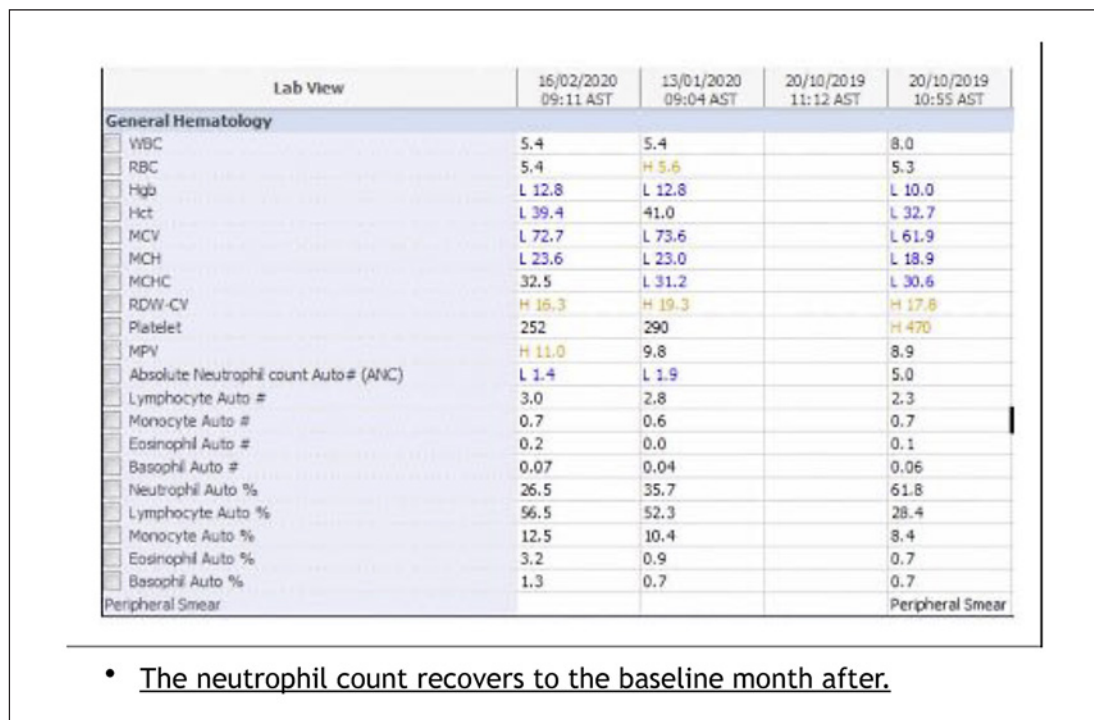 Lab View 16/02/2020 09:11 AST 13/01/2020 09:04 AST 20/10/2019 11:12 AST 20/10/2019 10:55 AST
General Hematology
WBC 5.4 5.4 8.0
RBC 5.4 H 5.6 5.3
Hgb L 12.8 L 12.8 L 10.0
Hct L 39.4 41.0 L 32.7
MCV L 72.7 L 73.6 L 61.9
MCH L 23.6 L 23.0 L 18.9
MCHC 32.5 L 31.2 L 30.6
RDW-CV H 16.3 H 19.3 H 17.8
Platelet 252 290 H 470
MPV H 11.0 9.8 8.9
Absolute Neutrophil count Auto# (ANC) L 1.4 L 1.9 5.0
Lymphocyte Auto # 3.0 2.8 2.3
Monocyte Auto # 0.7 0.6 0.7
Eosinophil Auto # 0.2 0.0 0.1
Basophil Auto # 0.07 0.04 0.06
Neutrophil Auto % 26.5 35.7 61.8
Lymphocyte Auto % 56.5 52.3 28.4
Monocyte Auto % 12.5 10.4 8.4
Eosinophil Auto % 3.2 0.9 0.7
Basophil Auto % 1.3 0.7 0.7
Peripheral Smear Peripheral Smear
• The neutrophil count recovers to the baseline month after.